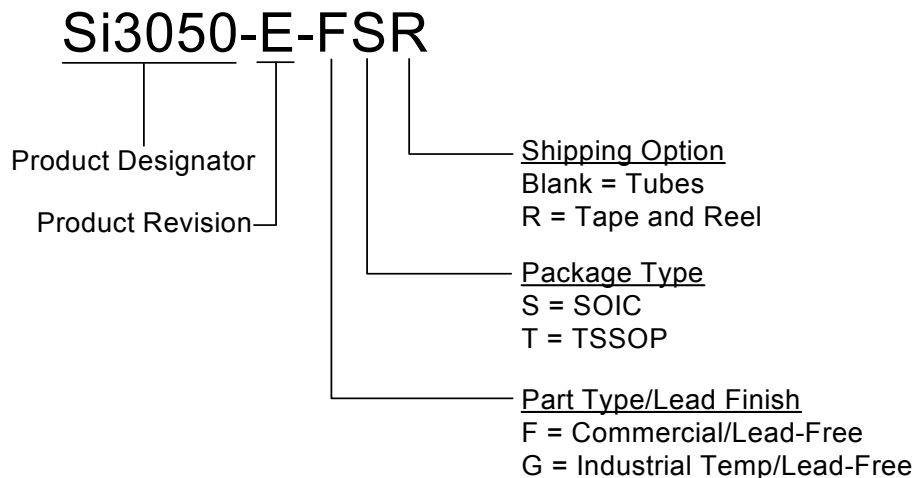 Si3050-E-FSR
Product Designator
Product Revision
Shipping Option
Blank = Tubes
R = Tape and Reel
Package Type
S = SOIC
T = TSSOP
Part Type/Lead Finish
F = Commercial/Lead-Free
G = Industrial Temp/Lead-Free